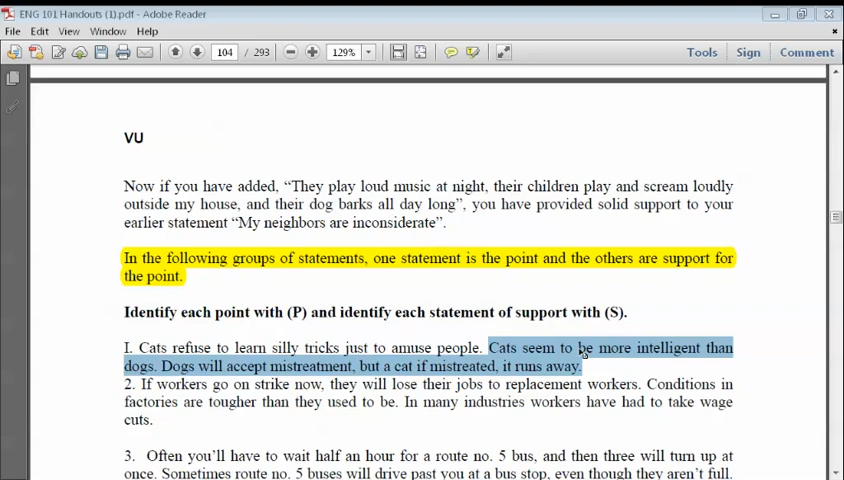 ENG 101 Handouts (1).pdf - Adobe Reader
File Edit View Window Help
104 / 293 129% Tools Sign Comment
VU
Now if you have added, “They play loud music at night, their children play and scream loudly
outside my house, and their dog barks all day long”, you have provided solid support to your
earlier statement “My neighbors are inconsiderate”.
In the following groups of statements, one statement is the point and the others are support for
the point.
Identify each point with (P) and identify each statement of support with (S).
I. Cats refuse to learn silly tricks just to amuse people. Cats seem to be more intelligent than
dogs. Dogs will accept mistreatment, but a cat if mistreated, it runs away.
2. If workers go on strike now, they will lose their jobs to replacement workers. Conditions in
factories are tougher than they used to be. In many industries workers have had to take wage
cuts.
3. Often you’ll have to wait half an hour for a route no. 5 bus, and then three will turn up at
once. Sometimes route no. 5 buses will drive past you at a bus stop, even though they aren’t full.